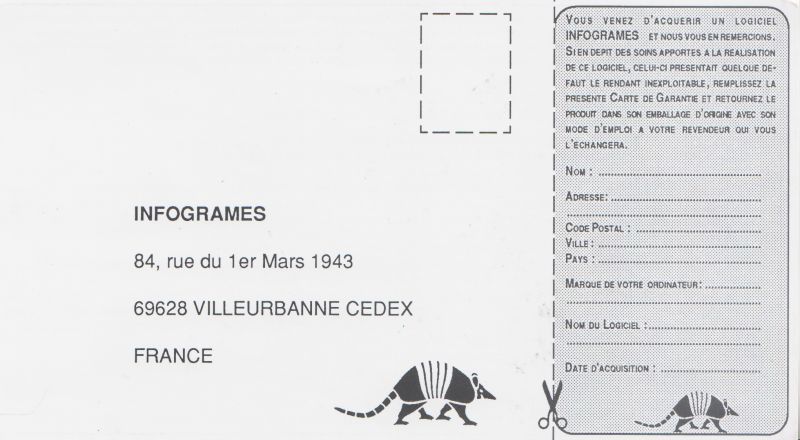 INFOGRAMES
84, rue du 1er Mars 1943
69628 VILLEURBANNE CEDEX
FRANCE
VOUS VENEZ D'ACQUERIR UN LOGICIEL
INFOGRAMES ET NOUS VOUS EN REMERCIONS.
SI EN DEPIT DES SOINS APPORTES A LA REALISATION
DE CE LOGICIEL, CELUI-CI PRESENTAIT QUELQUE DE-
FAUT LE RENDANT INEXPLOITABLE, REMPLISSEZ LA
PRESENTE CARTE DE GARANTIE ET RETOURNEZ LE
PRODUIT DANS SON EMBALLAGE D'ORIGINE AVEC SON
MODE D'EMPLOI A VOTRE REVENDEUR QUI VOUS
L'ECHANGERA.
NOM :
ADRESSE:
CODE POSTAL :
VILLE :
PAYS :
MARQUE DE VOTRE ORDINATEUR:
NOM DU LOGICIEL :
DATE D'ACQUISITION :